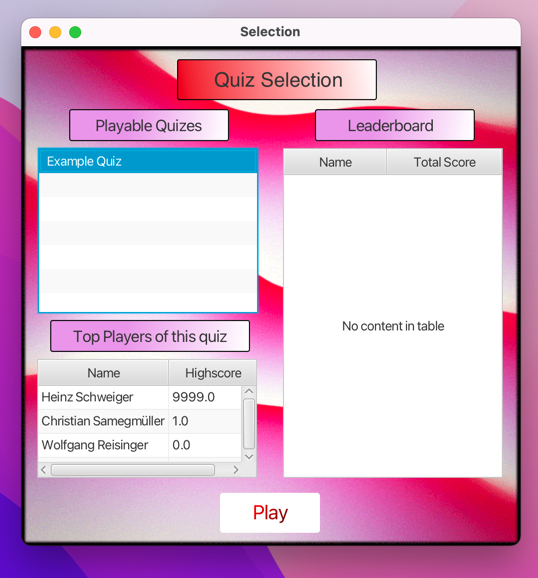 Selection
Quiz Selection
Playable Quizes
Example Quiz
Top Players of this quiz
Name Highscore
Heinz Schweiger 9999.0
Christian Samegmüller 1.0
Wolfgang Reisinger 0.0
Leaderboard
Name Total Score
No content in table
Play